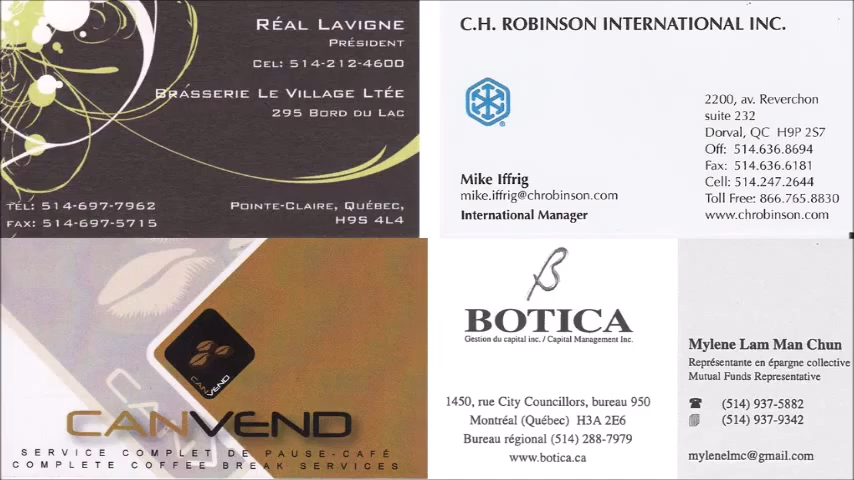 RÉAL LAVIGNE
PRÉSIDENT
CEL: 514-212-4600
BRASSERIE LE VILLAGE LTÉE
295 BORD DU LAC
TÉL: 514-697-7962
FAX: 514-697-5715
POINTE-CLAIRE, QUÉBEC,
H9S 4L4
C.H. ROBINSON INTERNATIONAL INC.
2200, av. Reverchon
suite 232
Dorval, QC H9P 2S7
Off: 514.636.8694
Fax: 514.636.6181
Cell: 514.247.2644
Toll Free: 866.765.8830
www.chrobinson.com
Mike Iffrig
mike.iffrig@chrobinson.com
International Manager
CANVEND
CANVEND
SERVICE COMPLET DE PAUSE-CAFÉ
COMPLETE COFFEE BREAK SERVICES
BOTICA
Gestion du capital inc. / Capital Management Inc.
1450, rue City Councillors, bureau 950
Montréal (Québec) H3A 2E6
Bureau régional (514) 288-7979
www.botica.ca
Mylene Lam Man Chun
Représentante en épargne collective
Mutual Funds Representative
(514) 937-5882
(514) 937-9342
mylenelmc@gmail.com